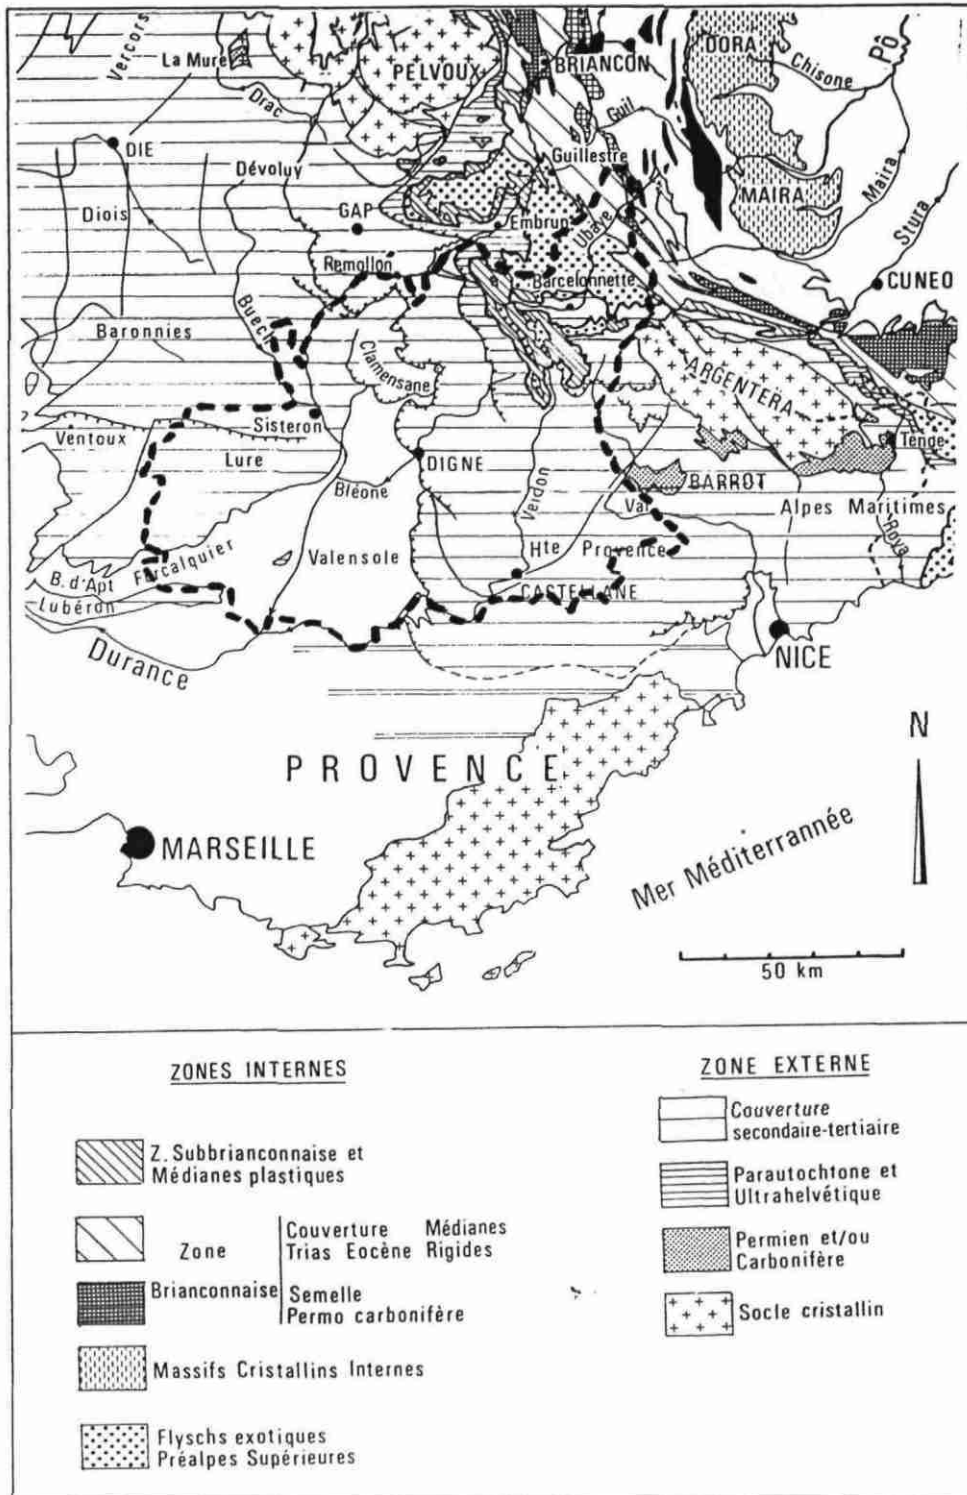 Vercors
La Mure
PELVOUX
BRIANCON
DORA
Chisone
PÔ
Drac
Guil
DIE
Guillestre
Dévoluy
MAIRA
Maira
Diois
GAP
Embrun
Ubaye
Stura
Remollon
Barcelonnette
CUNEO
Buech
Baronnies
Clamensane
ARGENTERA
Sisteron
Ventoux
Tende
Lure
DIGNE
BARROT
Bléone
Verdon
Var
Alpes Maritimes
Valensole
Hte Provence
Roya
Forcalquier
B. d'Apt
CASTELLANE
Lubéron
Durance
NICE
N
PROVENCE
MARSEILLE
Mer Méditerrannée
50 km
ZONES INTERNES
Z. Subbrianconnaise et
Médianes plastiques
Zone
Couverture Médianes
Trias Eocène Rigides
Brianconnaise
Semelle
Permo carbonifère
Massifs Cristallins Internes
Flyschs exotiques
Préalpes Supérieures
ZONE EXTERNE
Couverture
secondaire-tertiaire
Parautochtone et
Ultrahelvétique
Permien et/ou
Carbonifère
Socle cristallin